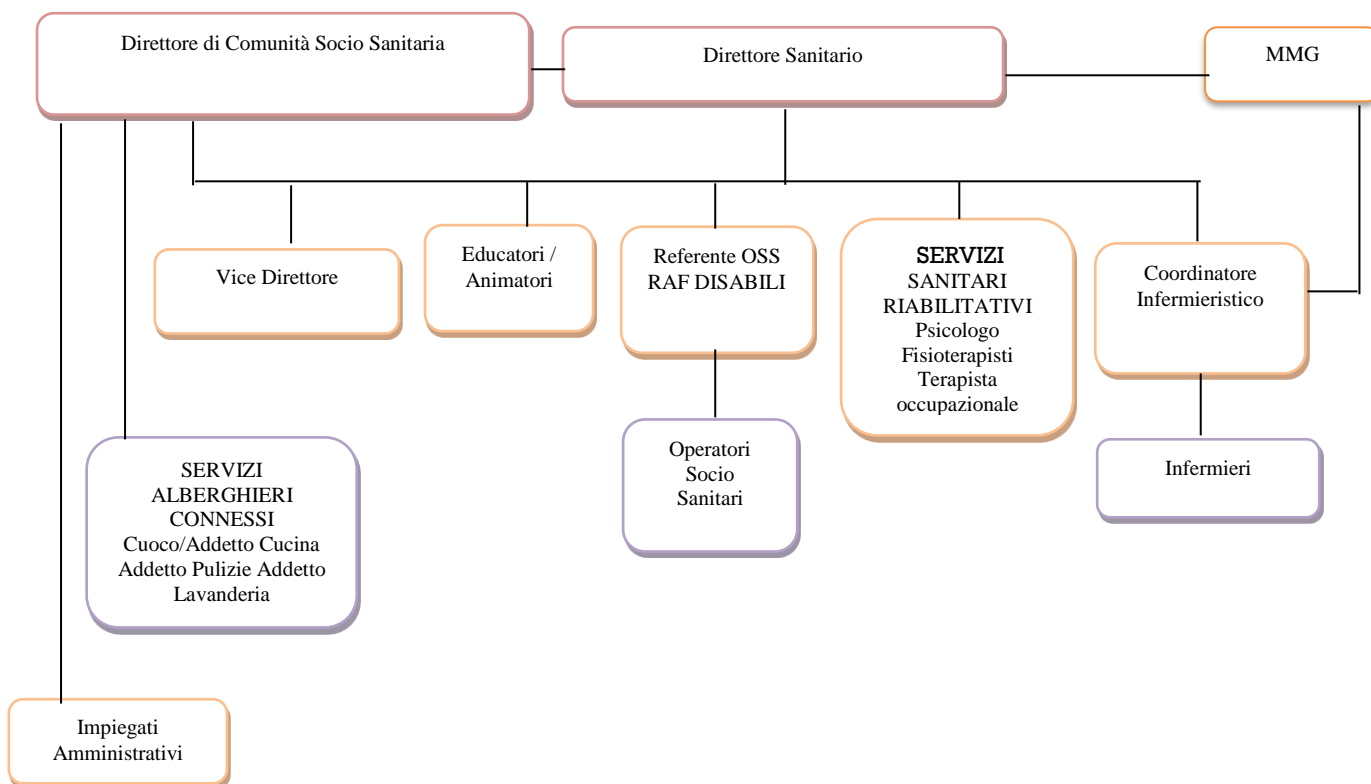 Direttore di Comunità Socio Sanitaria
Direttore Sanitario
MMG
Vice Direttore
Educatori /
Animatori
Referente OSS
RAF DISABILI
SERVIZI
SANITARI
RIABILITATIVI
Psicologo
Fisioterapisti
Terapista
occupazionale
Coordinatore
Infermieristico
SERVIZI
ALBERGHIERI
CONNESSI
Cuoco/Addetto Cucina
Addetto Pulizie Addetto
Lavanderia
Operatori
Socio
Sanitari
Infermieri
Impiegati
Amministrativi